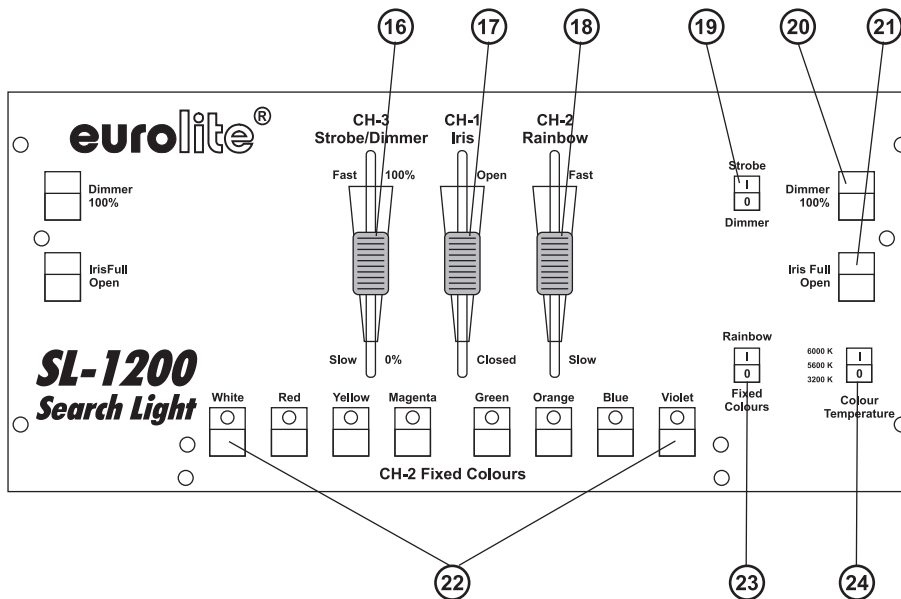 16 17 18 19 20 21
eurolite®
CH-3
Strobe/Dimmer
CH-1
Iris
CH-2
Rainbow
Fast 100%
Open
Fast
Strobe
I
0
Dimmer
Dimmer
100%
Dimmer
100%
IrisFull
Open
Iris Full
Open
Slow 0%
Closed
Slow
SL-1200
Search Light
Rainbow
I
0
Fixed
Colours
6000 K
5600 K
3200 K
I
0
Colour
Temperature
White Red Yellow Magenta Green Orange Blue Violet
CH-2 Fixed Colours
22 23 24